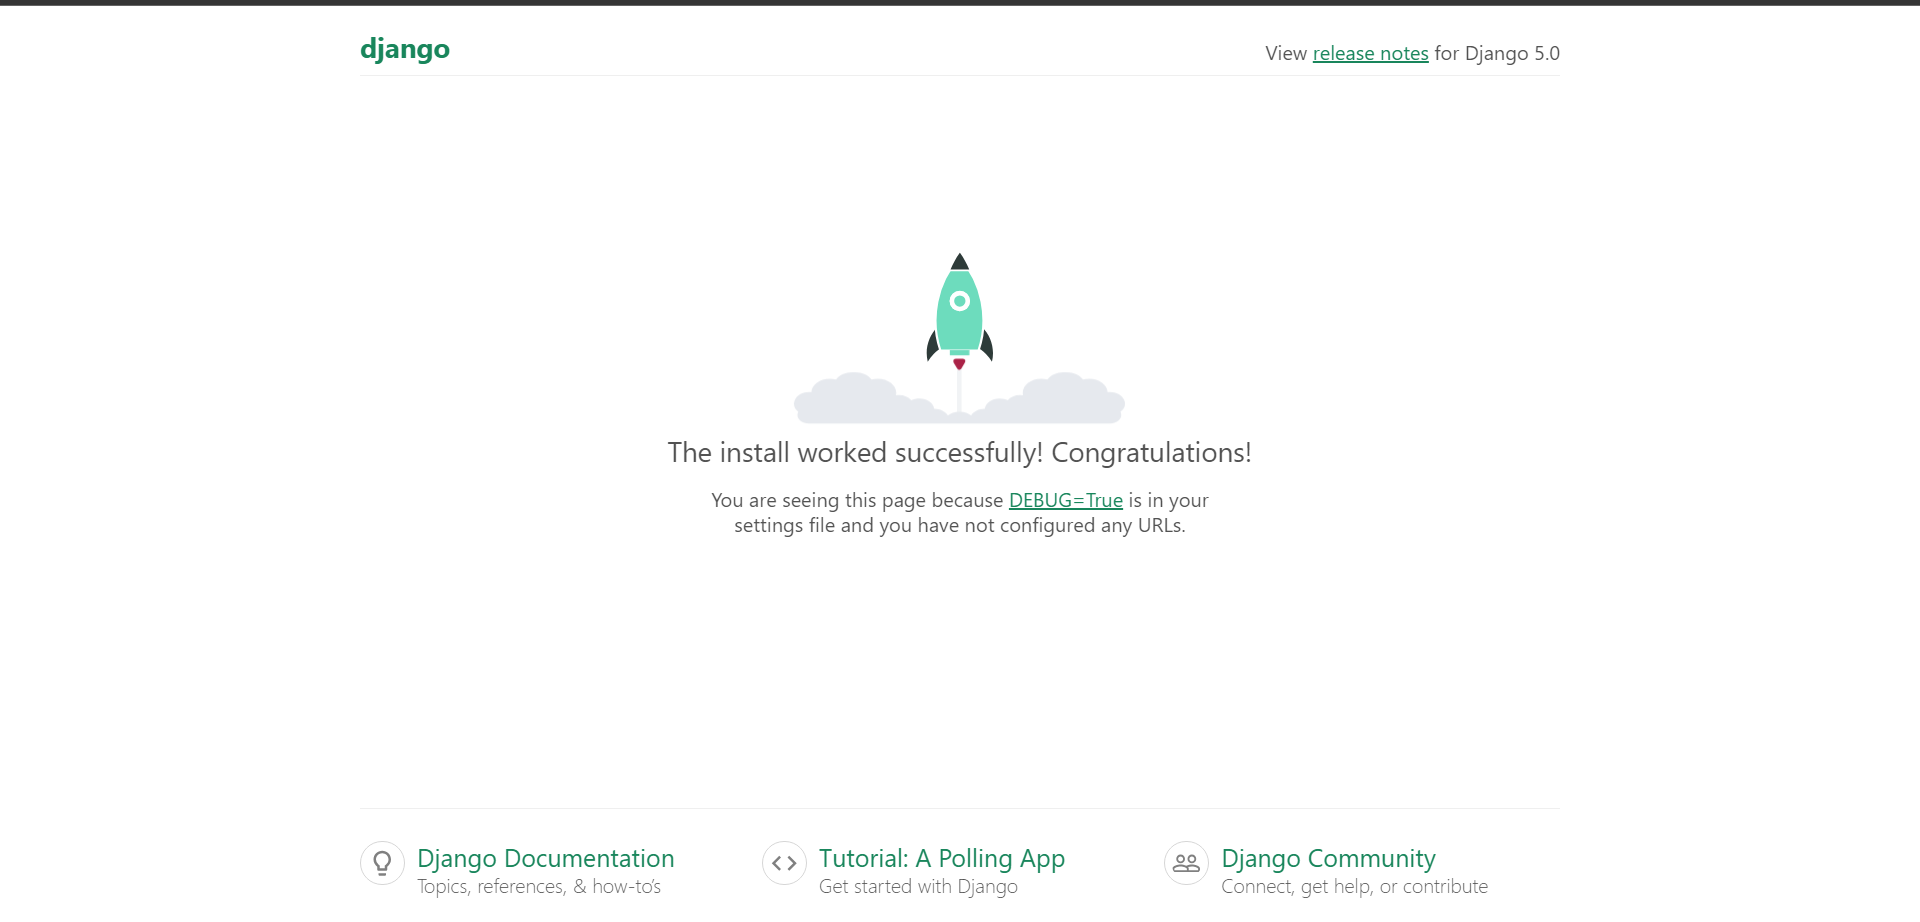 django
View release notes for Django 5.0
The install worked successfully! Congratulations!
You are seeing this page because DEBUG=True is in your
settings file and you have not configured any URLs.
Django Documentation
Topics, references, & how-to’s
Tutorial: A Polling App
Get started with Django
Django Community
Connect, get help, or contribute